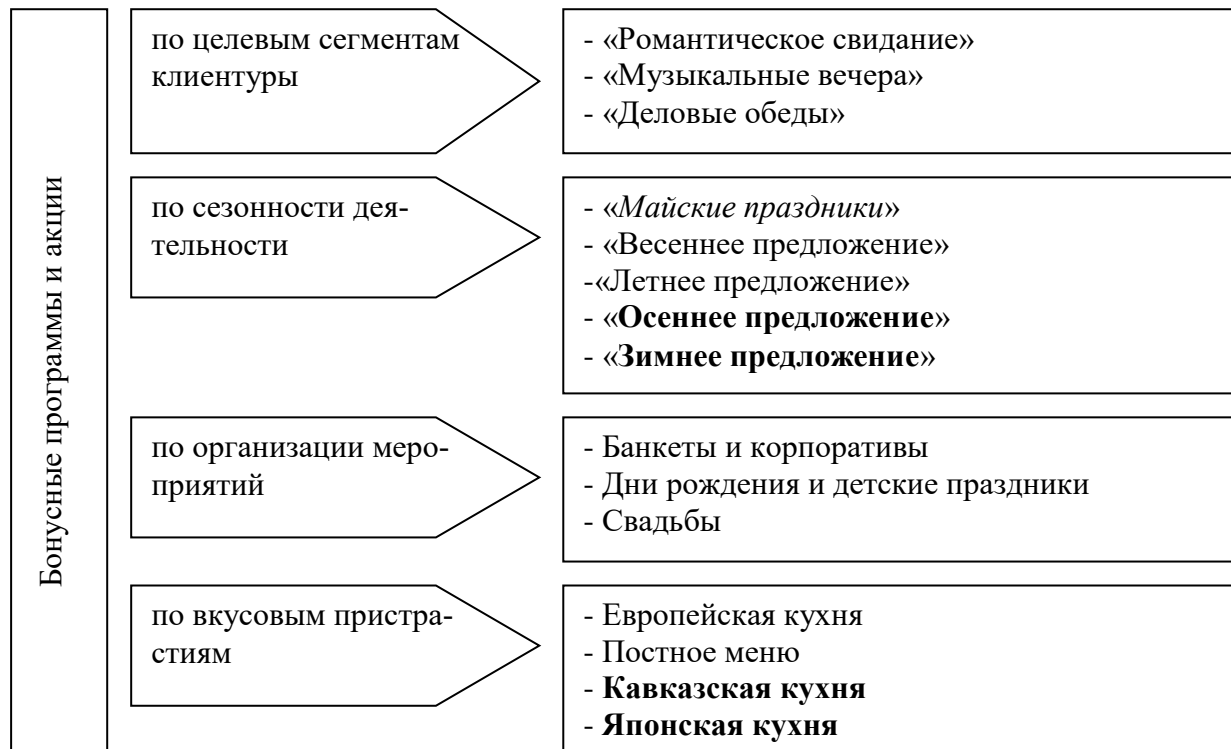 Бонусные программы и акции
по целевым сегментам
клиентуры
- «Романтическое свидание»
- «Музыкальные вечера»
- «Деловые обеды»
по сезонности дея-
тельности
- «Майские праздники»
- «Весеннее предложение»
-«Летнее предложение»
- «Осеннее предложение»
- «Зимнее предложение»
по организации меро-
приятий
- Банкеты и корпоративы
- Дни рождения и детские праздники
- Свадьбы
по вкусовым пристра-
стиям
- Европейская кухня
- Постное меню
- Кавказская кухня
- Японская кухня